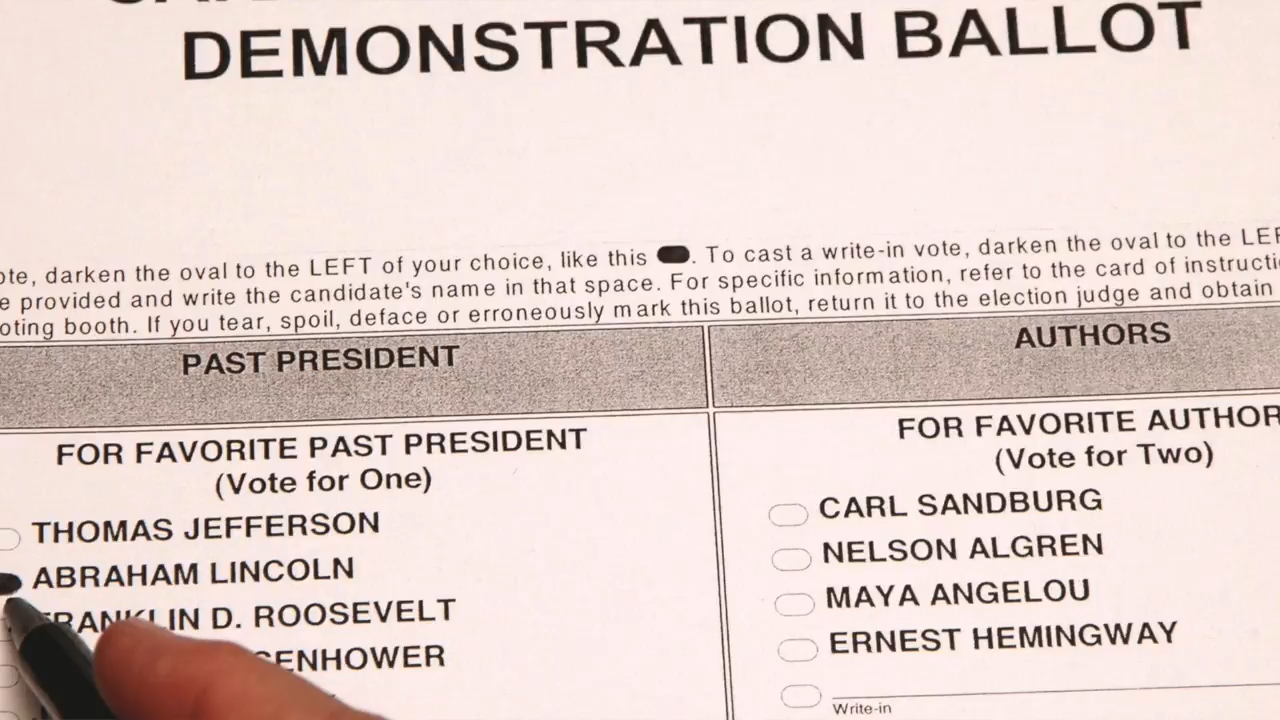 DEMONSTRATION BALLOT
ote, darken the oval to the LEFT of your choice, like this . To cast a write-in vote, darken the oval to the LEF
e provided and write the candidate's name in that space. For specific information, refer to the card of instructi
oting booth. If you tear, spoil, deface or erroneously mark this ballot, return it to the election judge and obtain
PAST PRESIDENT
FOR FAVORITE PAST PRESIDENT
(Vote for One)
THOMAS JEFFERSON
ABRAHAM LINCOLN
FRANKLIN D. ROOSEVELT
SENHOWER
AUTHORS
FOR FAVORITE AUTHOR
(Vote for Two)
CARL SANDBURG
NELSON ALGREN
MAYA ANGELOU
ERNEST HEMINGWAY
Write-in